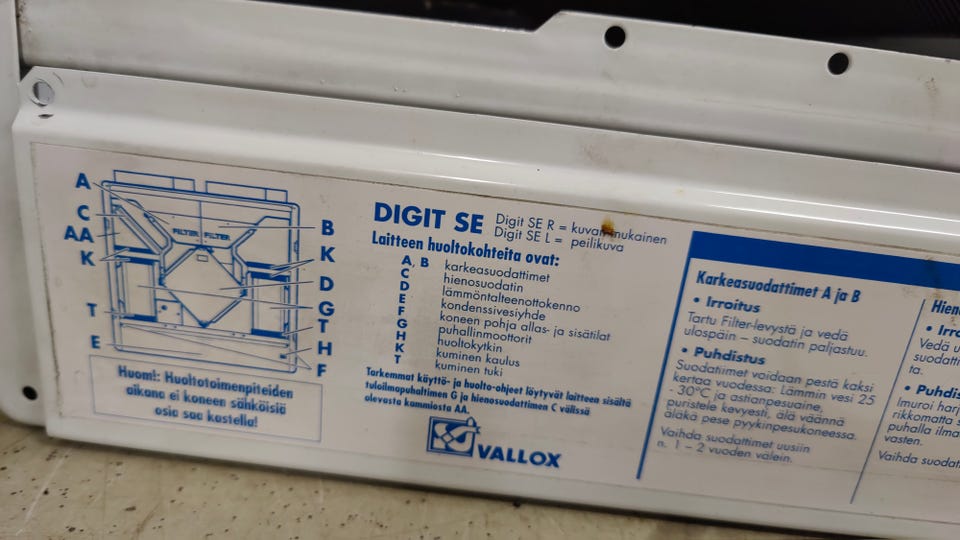 A
C
AA
K
T
E
FILTER FILTER
B
K
D
G
T
H
F
Huom!: Huoltotoimenpiteiden
aikana ei koneen sähköisiä
osia saa kastella!
DIGIT SE
Digit SE R = kuvan mukainen
Digit SE L = peilikuva
Laitteen huoltokohteita ovat:
A, B karkeasuodattimet
C hienosuodatin
D lämmöntalteenottokenno
E kondenssivesiyhde
F koneen pohja allas- ja sisätilat
G puhallinmoottorit
H huoltokytkin
K kuminen kaulus
T kuminen tuki
Tarkemmat käyttö- ja huolto-ohjeet löytyvät laitteen sisältä
tuloilmapuhaltimen G ja hienosuodattimen C välissä
olevasta kammiosta AA.
VALLOX
Karkeasuodattimet A ja B
• Irroitus
Tartu Filter-levystä ja vedä
ulospäin – suodatin paljastuu.
• Puhdistus
Suodattimet voidaan pestä kaksi
kertaa vuodessa: Lämmin vesi 25
- 30°C ja astianpesuaine,
puristele kevyesti, älä väännä
äläkä pese pyykinpesukoneessa.
Vaihda suodattimet uusiin
n. 1 – 2 vuoden välein.
Hieno
• Irro
Vedä u
suodatt
ta.
• Puhdis
Imuroi harj
rikkomatta s
puhalla ilma
vasten.
Vaihda suodat